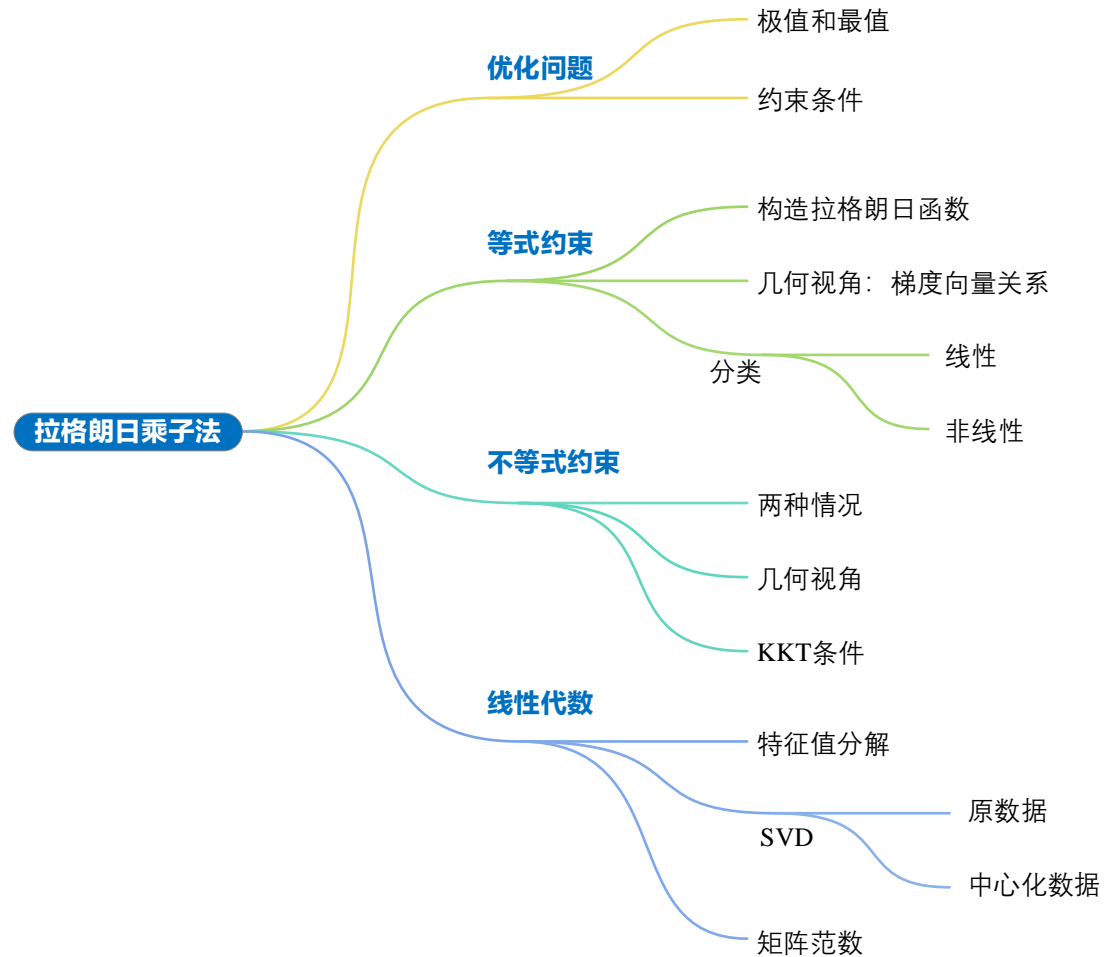 极值和最值
优化问题
约束条件
构造拉格朗日函数
等式约束
几何视角：梯度向量关系
线性
分类
非线性
拉格朗日乘子法
不等式约束
两种情况
几何视角
KKT条件
线性代数
特征值分解
原数据
SVD
中心化数据
矩阵范数